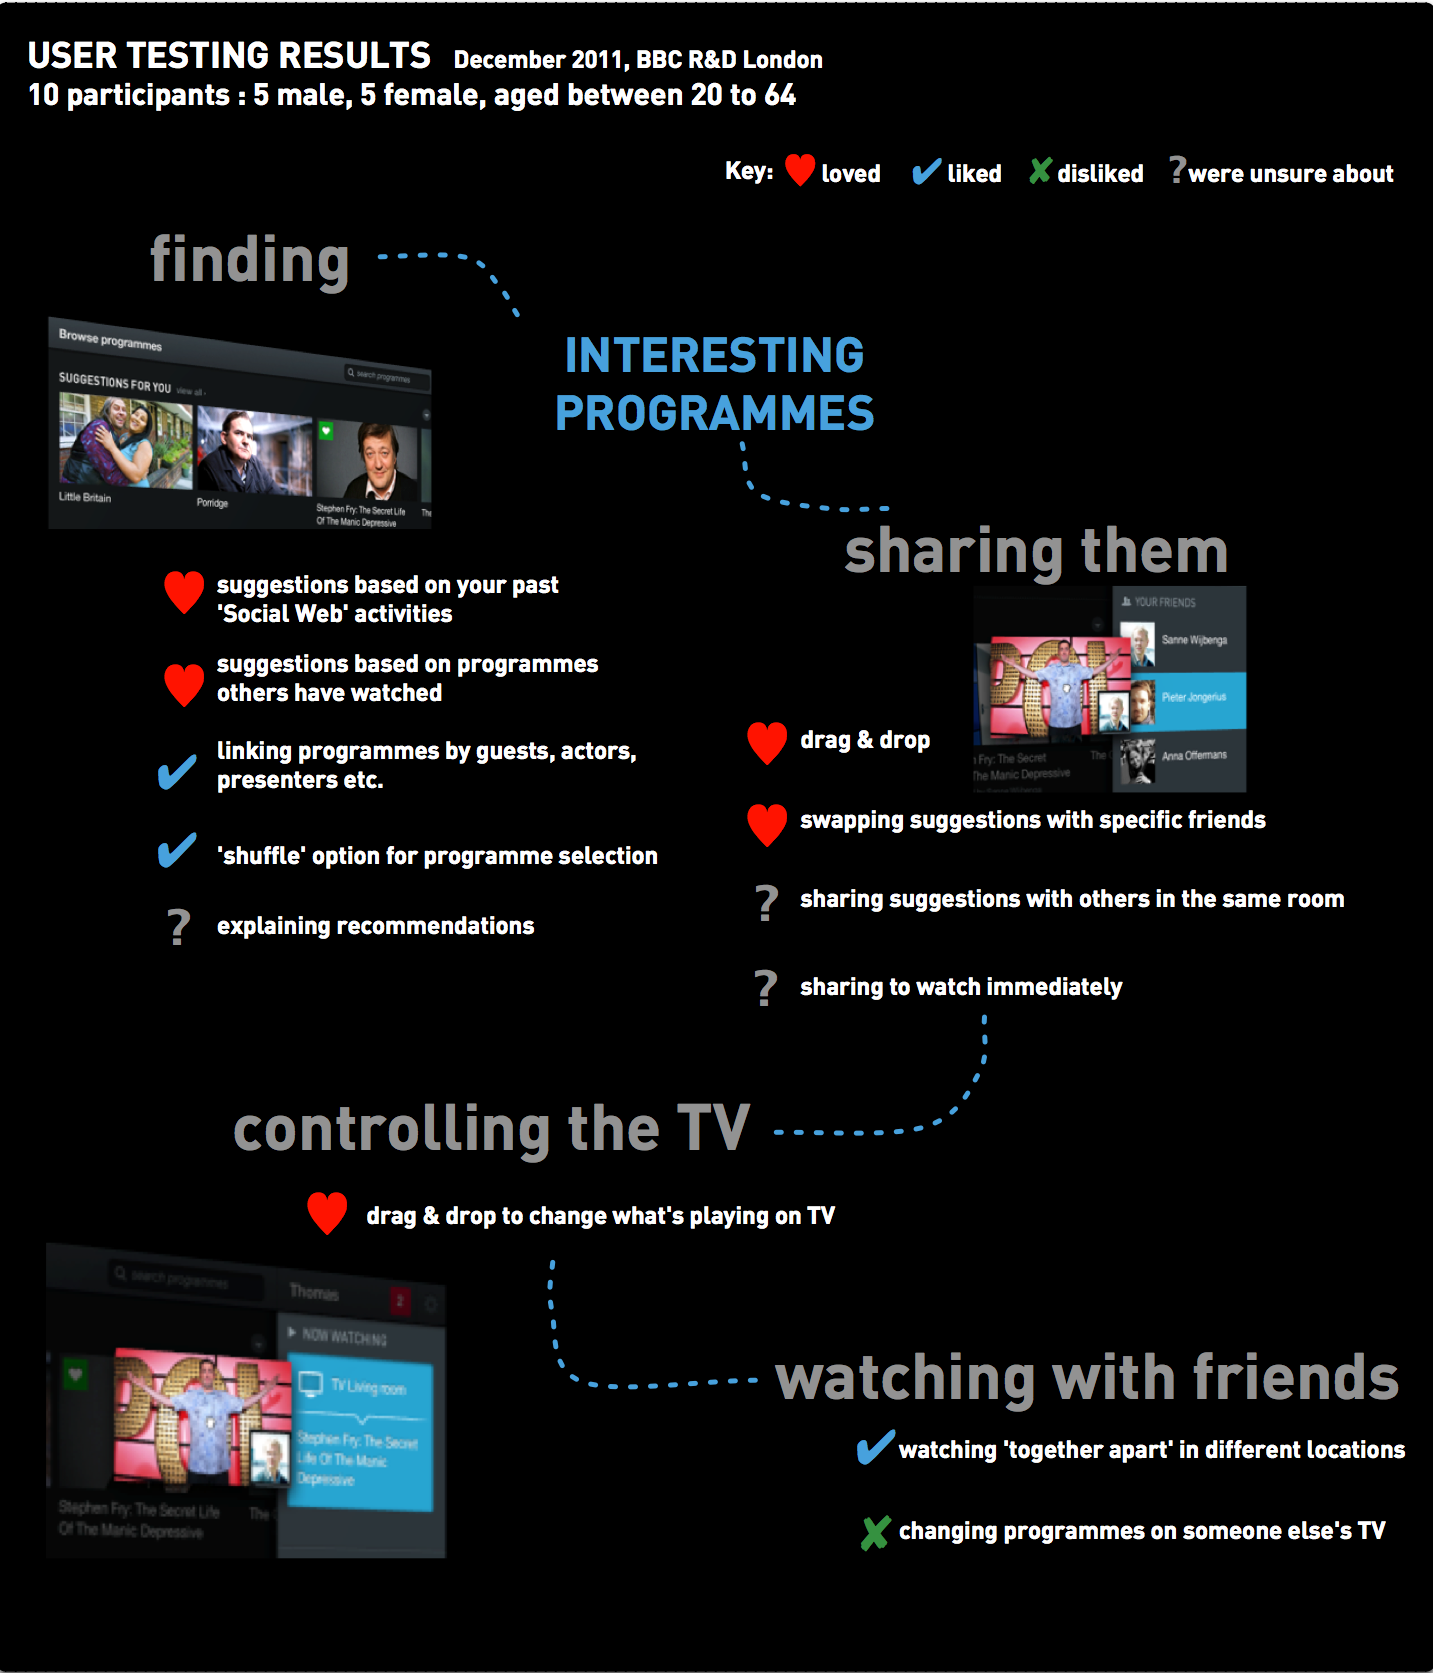 USER TESTING RESULTS December 2011, BBC R&D London
10 participants : 5 male, 5 female, aged between 20 to 64
Key: loved liked disliked ? were unsure about
finding
Browse programmes
search programmes
SUGGESTIONS FOR YOU view all
Little Britain
Porridge
Stephen Fry: The Secret Life
Of The Manic Depressive
INTERESTING
PROGRAMMES
suggestions based on your past
'Social Web' activities
suggestions based on programmes
others have watched
linking programmes by guests, actors,
presenters etc.
'shuffle' option for programme selection
? explaining recommendations
sharing them
YOUR FRIENDS
Sanne Wijbenga
Pieter Jongerius
Anna Offermans
n Fry: The Secret
The Manic Depressive
The
drag & drop
swapping suggestions with specific friends
? sharing suggestions with others in the same room
? sharing to watch immediately
controlling the TV
drag & drop to change what's playing on TV
search programmes
Thomas
2
NOW WATCHING
TV Living room
Stephen Fry: The Secret
Life Of The Manic
Depressive
Stephen Fry: The Secret Life
Of The Manic Depressive
The
watching with friends
watching 'together apart' in different locations
changing programmes on someone else's TV